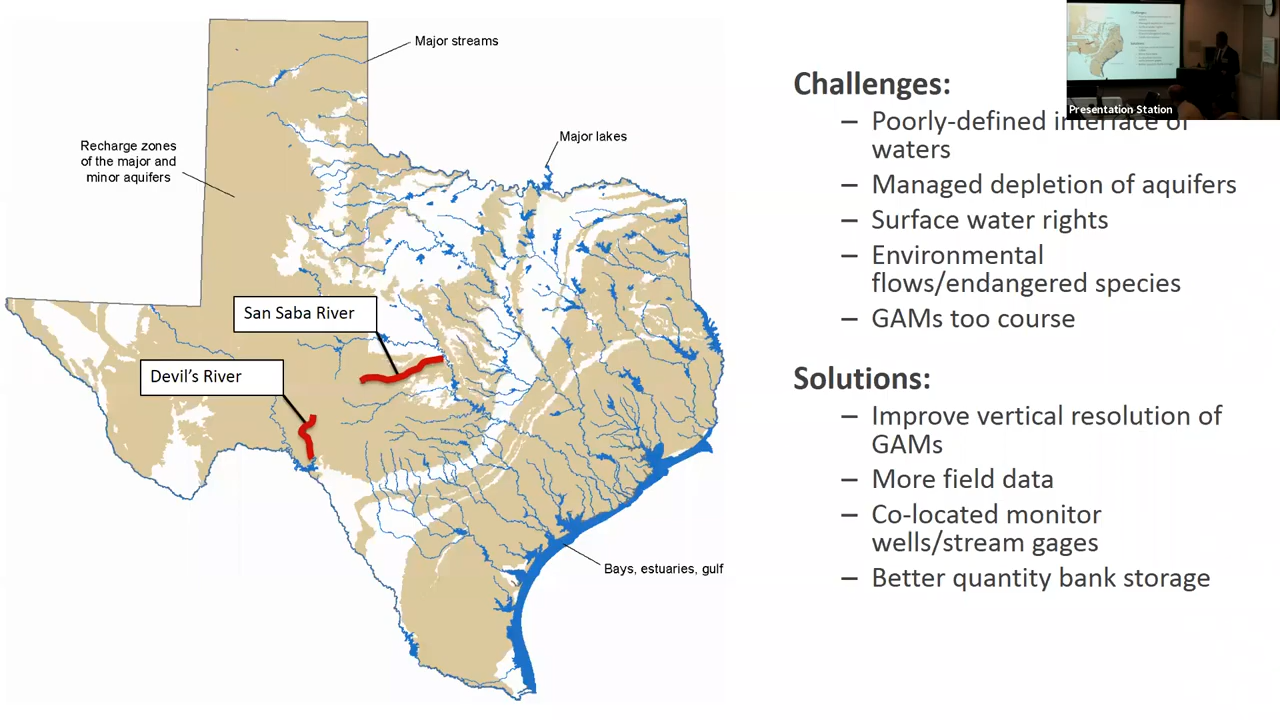 Major streams
Major lakes
Recharge zones
of the major and
minor aquifers
San Saba River
Devil's River
Bays, estuaries, gulf
Challenges:
– Poorly-defined interface of
waters
– Managed depletion of aquifers
– Surface water rights
– Environmental
flows/endangered species
– GAMs too course
Solutions:
– Improve vertical resolution of
GAMs
– More field data
– Co-located monitor
wells/stream gages
– Better quantity bank storage
Presentation Station